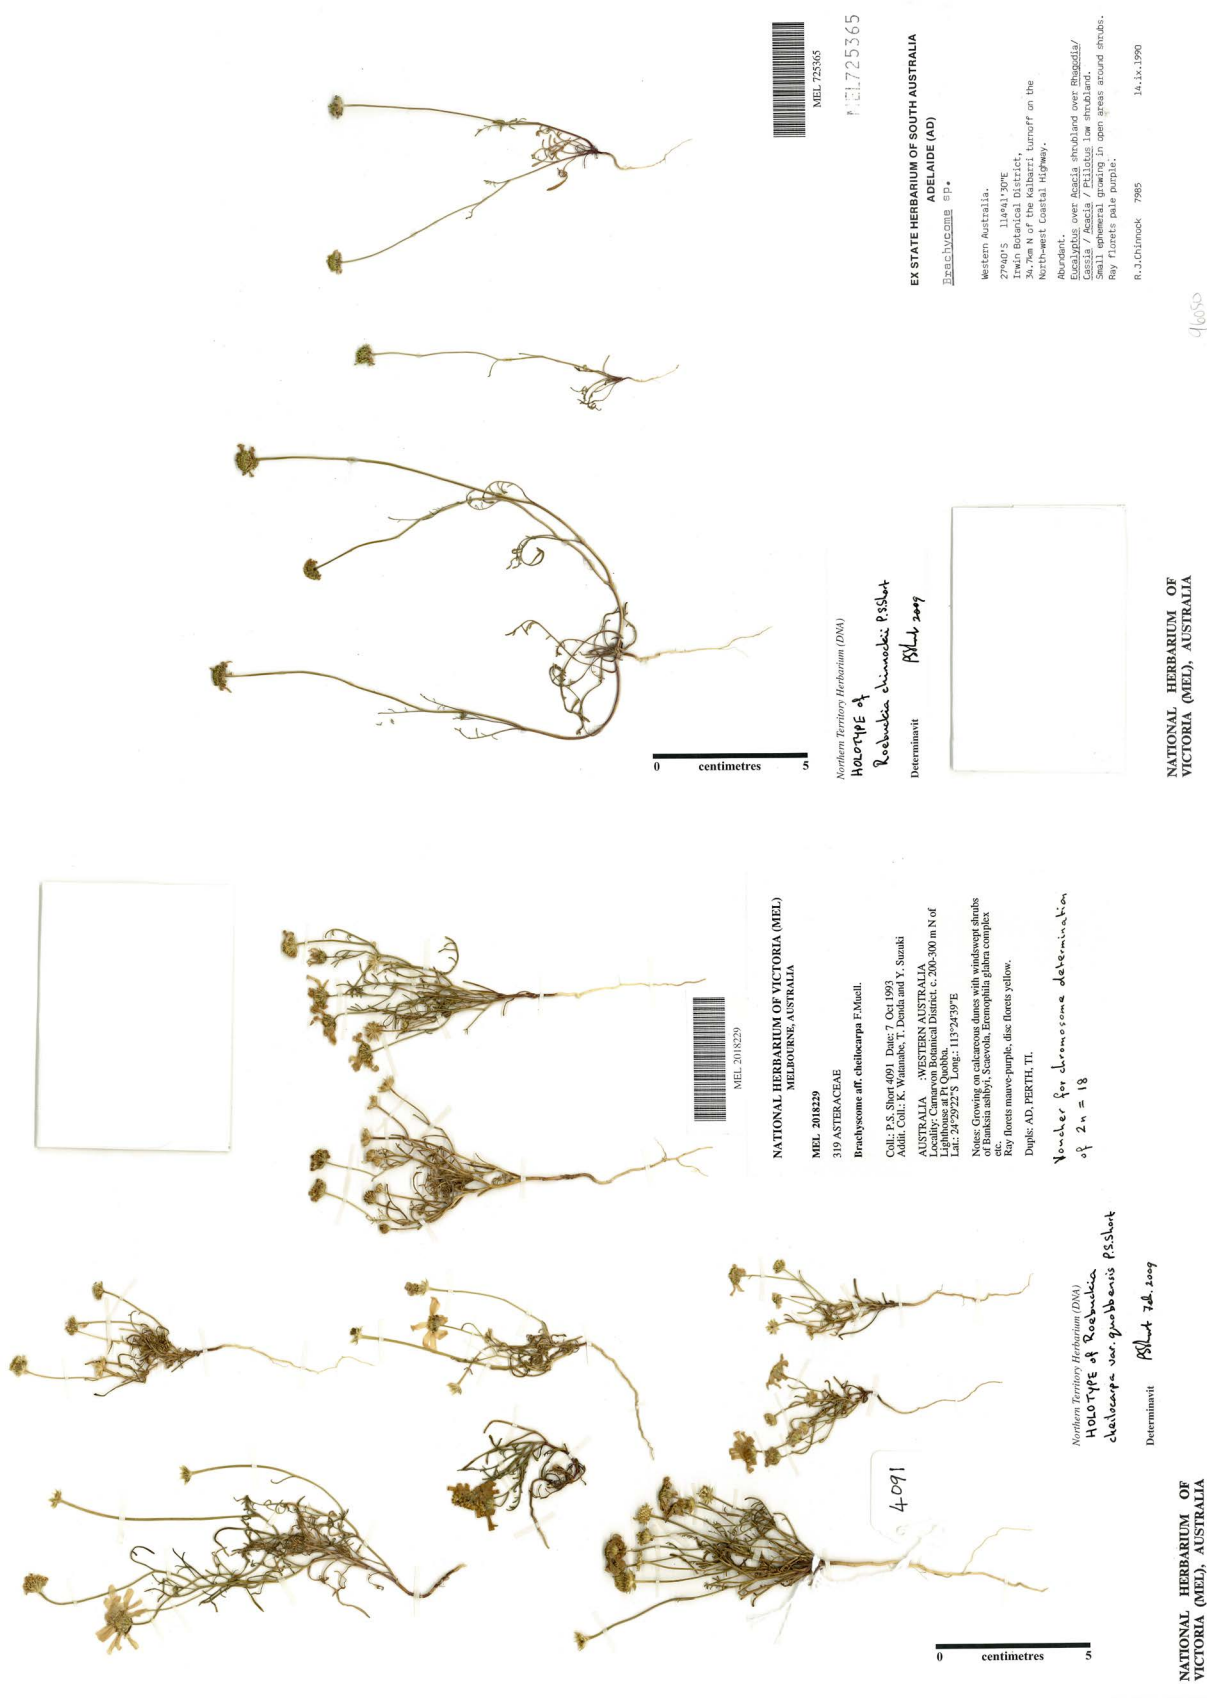 MEL 725365
MEL725365
EX STATE HERBARIUM OF SOUTH AUSTRALIA
ADELAIDE (AD)
Brachycome sp.
Western Australia.
27°40'S 114°41'30"E
Irwin Botanical District,
34.7km N of the Kalbarri turnoff on the
North-west Coastal Highway.
Abundant.
Eucalyptus over Acacia shrubland over Rhagodia/
Cassia / Acacia / Ptilotus low shrubland.
Small ephemeral growing in open areas around shrubs.
Ray florets pale purple.
R.J.Chinnock 7985 14.ix.1990
96050
0 centimetres 5
Northern Territory Herbarium (DNA)
HOLOTYPE of
Roebuckia chinnockii P.S.Short
Determinavit PSShort 2009
NATIONAL HERBARIUM OF
VICTORIA (MEL), AUSTRALIA
MEL 2018229
NATIONAL HERBARIUM OF VICTORIA (MEL)
MELBOURNE, AUSTRALIA
MEL 2018229
319 ASTERACEAE
Brachyscome aff. cheilocarpa F.Muell.
Coll.: P.S. Short 4091 Date: 7 Oct 1993
Addit. Coll.: K. Watanabe, T. Denda and Y. Suzuki
AUSTRALIA :WESTERN AUSTRALIA
Locality: Carnarvon Botanical District. c. 200-300 m N of
Lighthouse at Pt Quobba.
Lat.: 24°29'22"S Long.: 113°24'39"E
Notes: Growing on calcareous dunes with windswept shrubs
of Banksia ashbyi, Scaevola, Eremophila glabra complex
etc.
Ray florets mauve-purple, disc florets yellow.
Dupls: AD, PERTH, TI.
Voucher for chromosome determination
of 2n = 18
4091
Northern Territory Herbarium (DNA)
HOLOTYPE of Roebuckia
cheilocarpa var. quobbensis P.S.Short
Determinavit PSShort Feb. 2009
0 centimetres 5
NATIONAL HERBARIUM OF
VICTORIA (MEL), AUSTRALIA